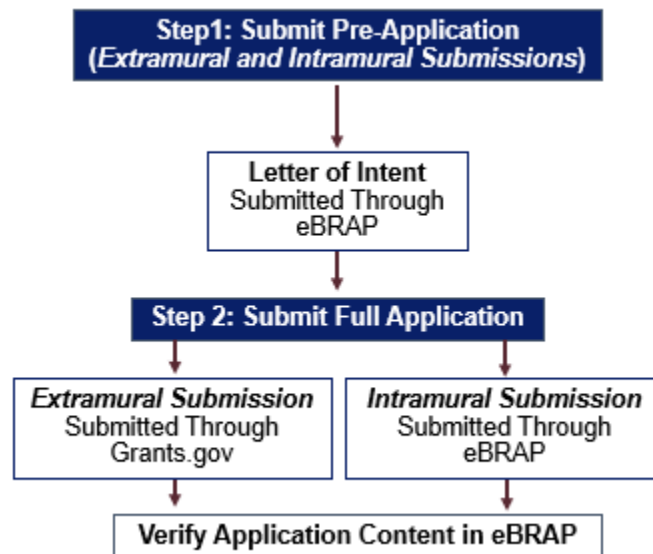 Step1: Submit Pre-Application
(Extramural and Intramural Submissions)
Letter of Intent
Submitted Through
eBRAP
Step 2: Submit Full Application
Extramural Submission
Submitted Through
Grants.gov
Intramural Submission
Submitted Through
eBRAP
Verify Application Content in eBRAP